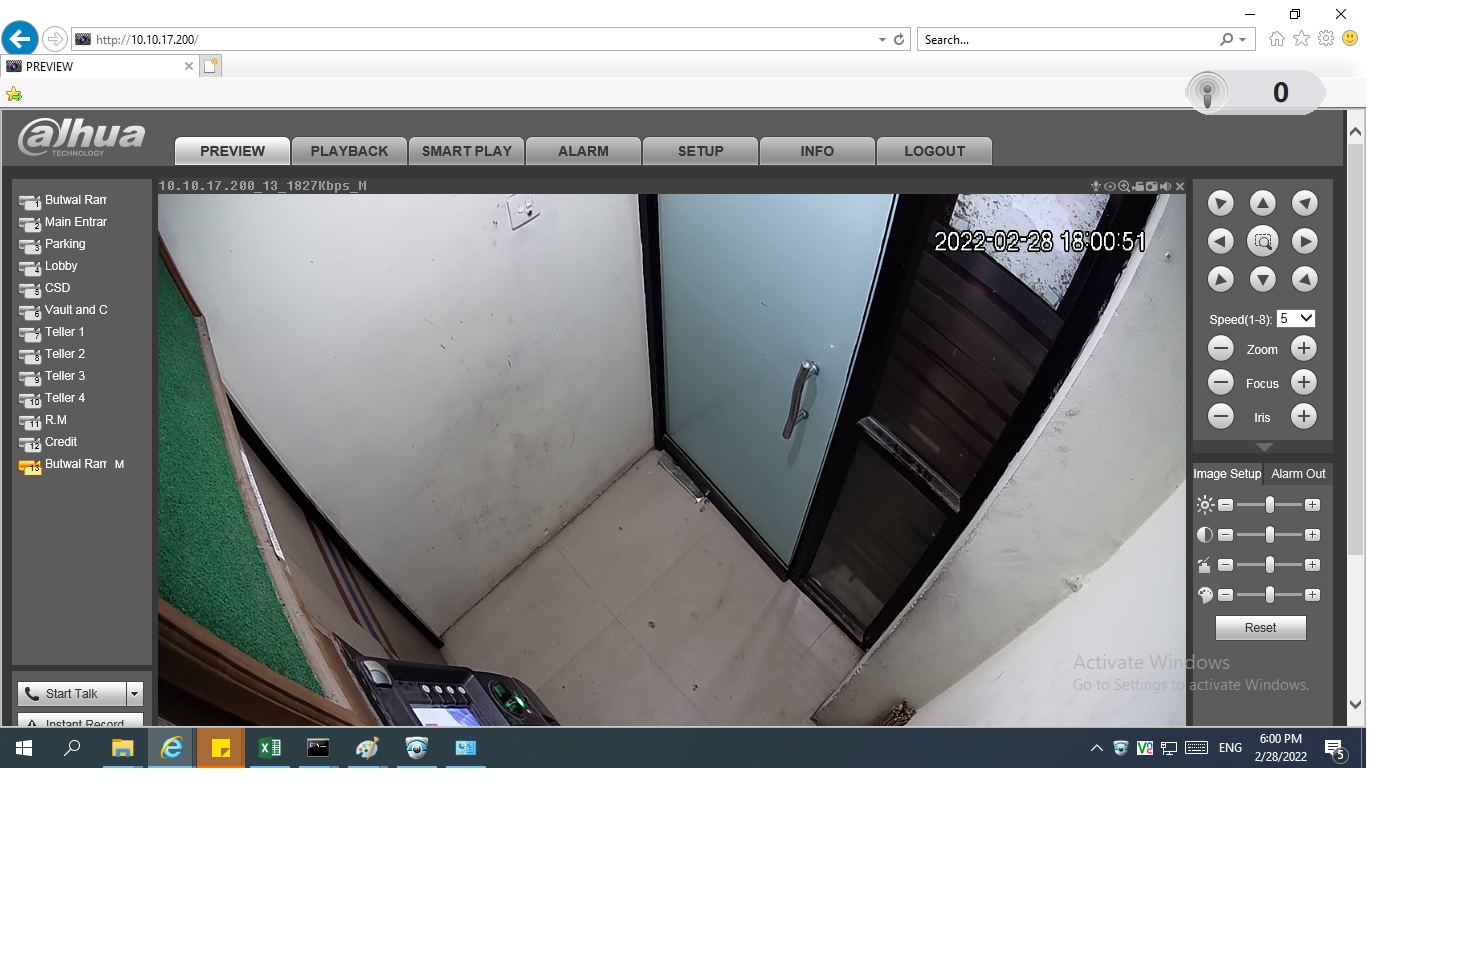 http://10.10.17.200/
Search...
PREVIEW
0
alhua
TECHNOLOGY
PREVIEW
PLAYBACK
SMART PLAY
ALARM
SETUP
INFO
LOGOUT
10.10.17.200_13_1827Kbps_M
2022-02-28 18:00:51
1 Butwal Ram
2 Main Entrar
3 Parking
4 Lobby
5 CSD
6 Vault and C
7 Teller 1
8 Teller 2
9 Teller 3
10 Teller 4
11 R.M
12 Credit
13 Butwal Ram M
Start Talk
Instant Record
Speed(1-8): 5
Zoom
Focus
Iris
Image Setup
Alarm Out
Reset
Activate Windows
Go to Settings to activate Windows.
ENG
6:00 PM
2/28/2022
5